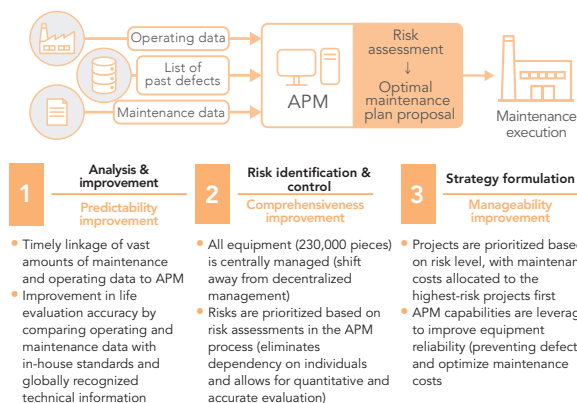 Operating data
List of
past defects
Maintenance data
APM
Risk
assessment
↓
Optimal
maintenance
plan proposal
Maintenance
execution
1
Analysis &
improvement
Predictability
improvement
• Timely linkage of vast
amounts of maintenance
and operating data to APM
• Improvement in life
evaluation accuracy by
comparing operating and
maintenance data with
in-house standards and
globally recognized
technical information
2
Risk identification &
control
Comprehensiveness
improvement
• All equipment (230,000 pieces)
is centrally managed (shift
away from decentralized
management)
• Risks are prioritized based on
risk assessments in the APM
process (eliminates
dependency on individuals
and allows for quantitative and
accurate evaluation)
3
Strategy formulation
Manageability
improvement
• Projects are prioritized based
on risk level, with maintenance
costs allocated to the
highest-risk projects first
• APM capabilities are
to improve equipment
reliability (preventing
and optimize maintenance
costs